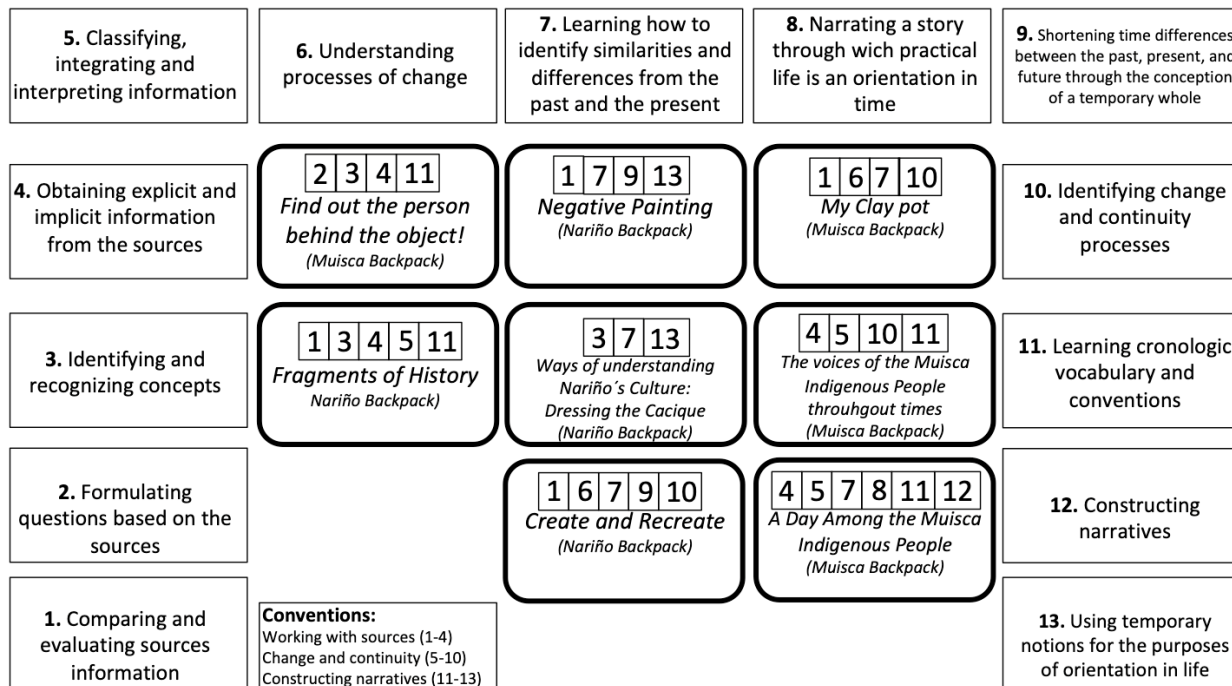 5. Classifying,
integrating and
interpreting information
6. Understanding
processes of change
7. Learning how to
identify similarities and
differences from the
past and the present
8. Narrating a story
through wich practical
life is an orientation in
time
9. Shortening time differences
between the past, present, and
future through the conception
of a temporary whole
4. Obtaining explicit and
implicit information
from the sources
2 3 4 11
Find out the person
behind the object!
(Muisca Backpack)
1 7 9 13
Negative Painting
(Nariño Backpack)
1 6 7 10
My Clay pot
(Muisca Backpack)
10. Identifying change
and continuity
processes
3. Identifying and
recognizing concepts
1 3 4 5 11
Fragments of History
Nariño Backpack)
3 7 13
Ways of understanding
Nariño´s Culture:
Dressing the Cacique
(Nariño Backpack)
4 5 10 11
The voices of the Muisca
Indigenous People
throuhgout times
(Muisca Backpack)
11. Learning cronologic
vocabulary and
conventions
2. Formulating
questions based on the
sources
1 6 7 9 10
Create and Recreate
(Nariño Backpack)
4 5 7 8 11 12
A Day Among the Muisca
Indigenous People
(Muisca Backpack)
12. Constructing
narratives
1. Comparing and
evaluating sources
information
Conventions:
Working with sources (1-4)
Change and continuity (5-10)
Constructing narratives (11-13)
13. Using temporary
notions for the purposes
of orientation in life